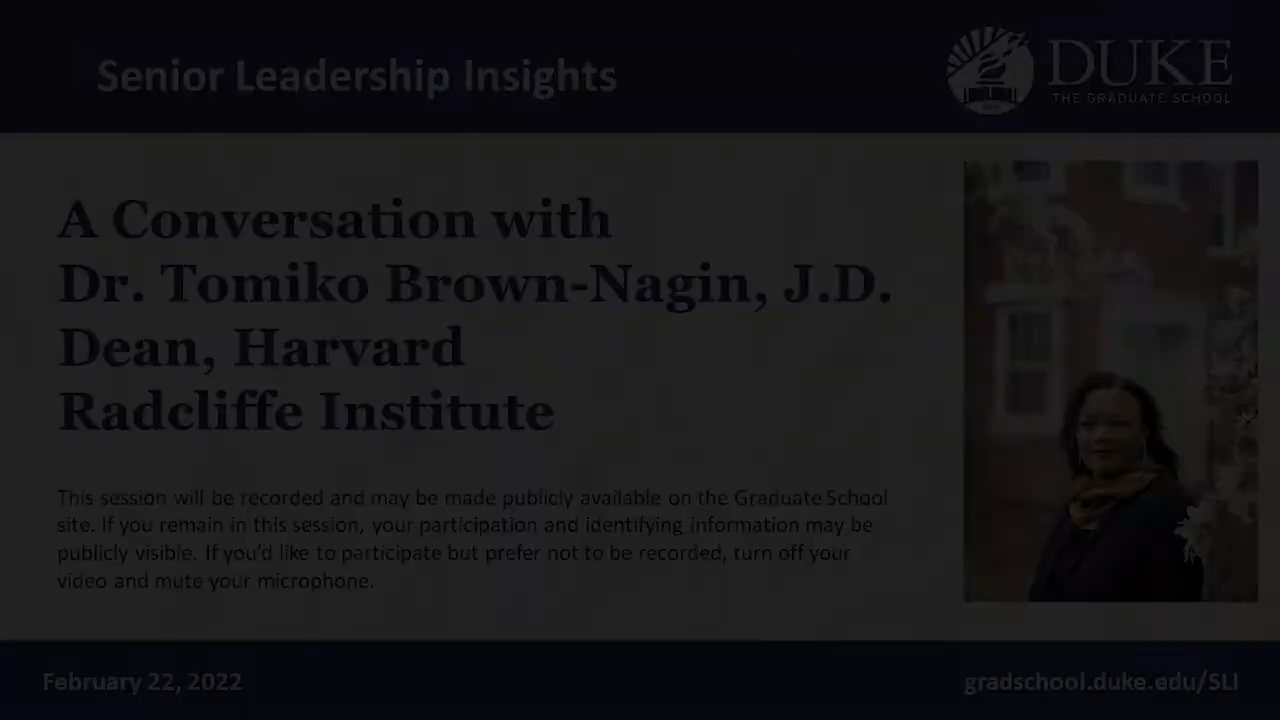 Senior Leadership Insights
DUKE
THE GRADUATE SCHOOL
A Conversation with
Dr. Tomiko Brown-Nagin, J.D.
Dean, Harvard
Radcliffe Institute
This session will be recorded and may be made publicly available on the Graduate School
site. If you remain in this session, your participation and identifying information may be
publicly visible. If you’d like to participate but prefer not to be recorded, turn off your
video and mute your microphone.
February 22, 2022
gradschool.duke.edu/SLI